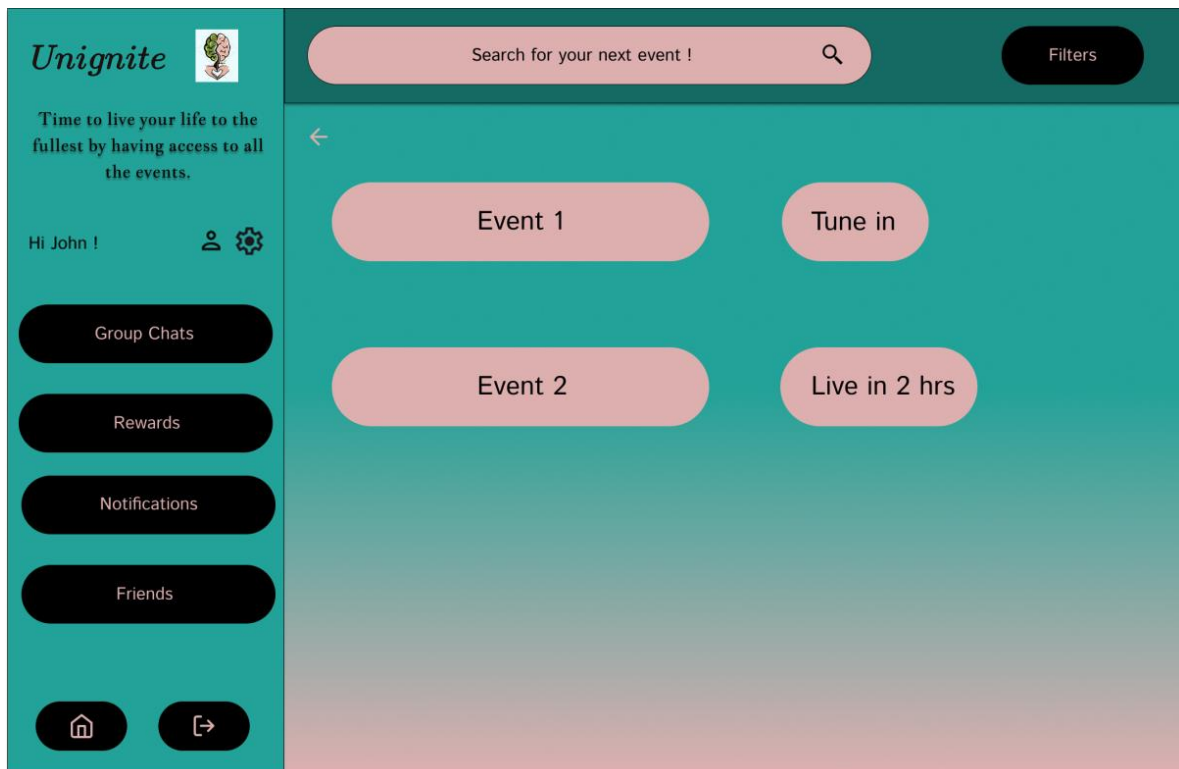 Unignite
Time to live your life to the
fullest by having access to all
the events.
Hi John !
Group Chats
Rewards
Notifications
Friends
Search for your next event !
Filters
Event 1
Tune in
Event 2
Live in 2 hrs